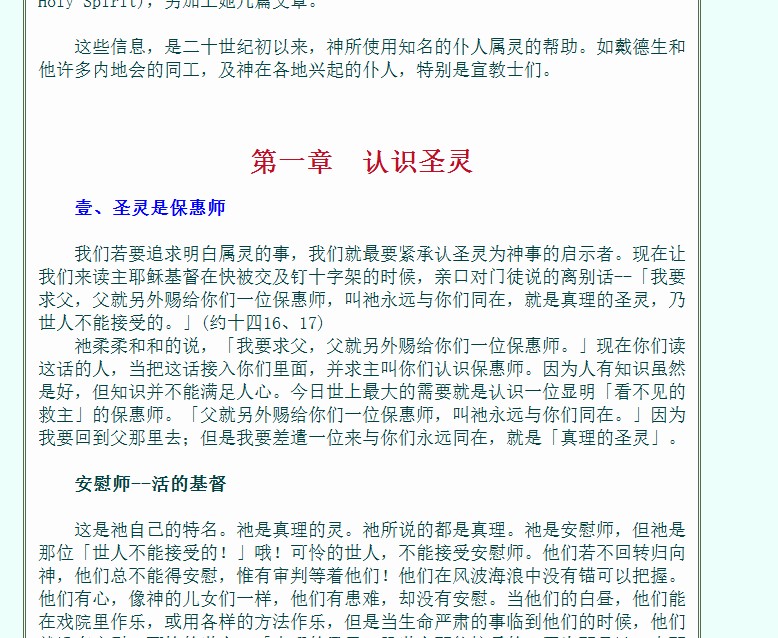 Holy Spirit），另加上她几篇文章。
这些信息，是二十世纪初以来，神所使用知名的仆人属灵的帮助。如戴德生和
他许多内地会的同工，及神在各地兴起的仆人，特别是宣教士们。
第一章　认识圣灵
壹、圣灵是保惠师
我们若要追求明白属灵的事，我们就最要紧承认圣灵为神事的启示者。现在让
我们来读主耶稣基督在快被交及钉十字架的时候，亲口对门徒说的离别话--「我要
求父，父就另外赐给你们一位保惠师，叫祂永远与你们同在，就是真理的圣灵，乃
世人不能接受的。」(约十四16、17)
祂柔柔和和的说，「我要求父，父就另外赐给你们一位保惠师。」现在你们读
这话的人，当把这话接入你们里面，并求主叫你们认识保惠师。因为人有知识虽然
是好，但知识并不能满足人心。今日世上最大的需要就是认识一位显明「看不见的
救主」的保惠师。「父就另外赐给你们一位保惠师，叫祂永远与你们同在。」因为
我要回到父那里去；但是我要差遣一位来与你们永远同在，就是「真理的圣灵」。
安慰师--活的基督
这是祂自己的特名。祂是真理的灵。祂所说的都是真理。祂是安慰师，但祂是
那位「世人不能接受的！」哦！可怜的世人，不能接受安慰师。他们若不回转归向
神，他们总不能得安慰，惟有审判等着他们！他们在风波海浪中没有锚可以把握。
他们有心，像神的儿女们一样，他们有患难，却没有安慰。当他们的白昼，他们能
在戏院里作乐，或用各样的方法作乐，但是当生命严肃的事临到他们的时候，他们